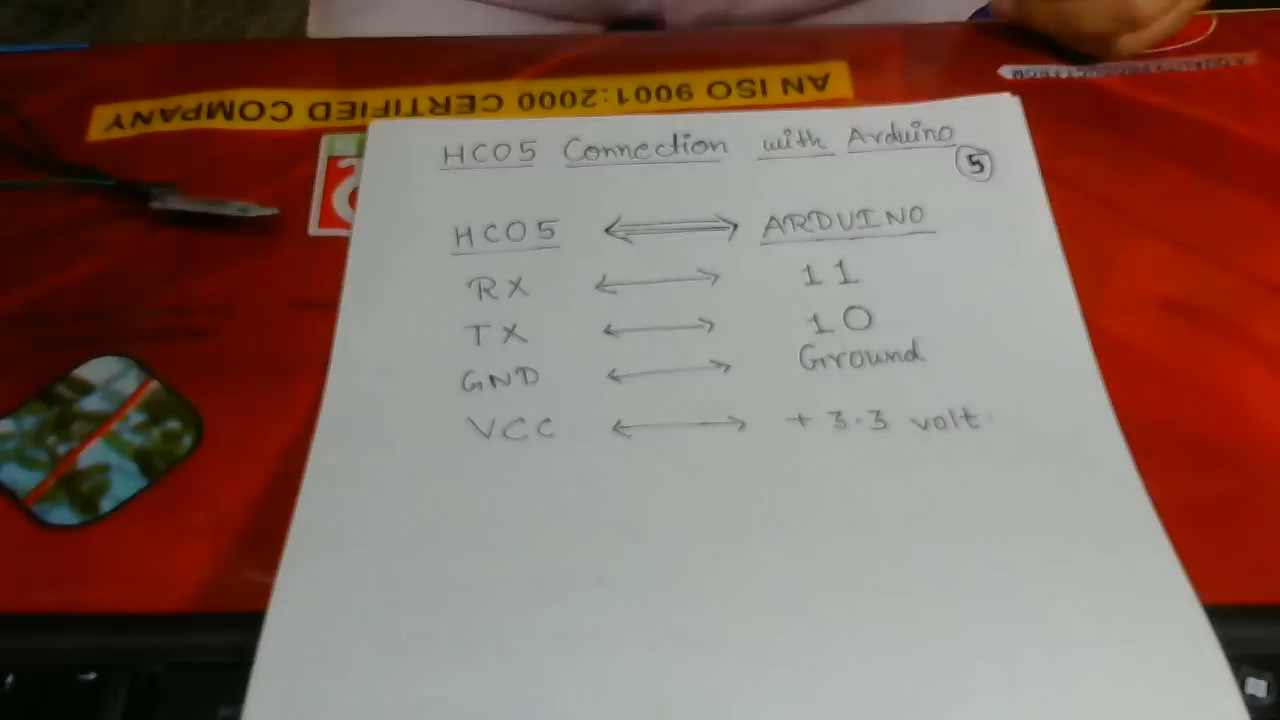 AN ISO 9001:2000 CERTIFIED COMPANY
HC05 Connection with Arduino
5
HC05 ⟺ ARDUINO
RX ⟷ 11
TX ⟷ 10
GND ⟷ Ground
VCC ⟷ + 3.3 volt.